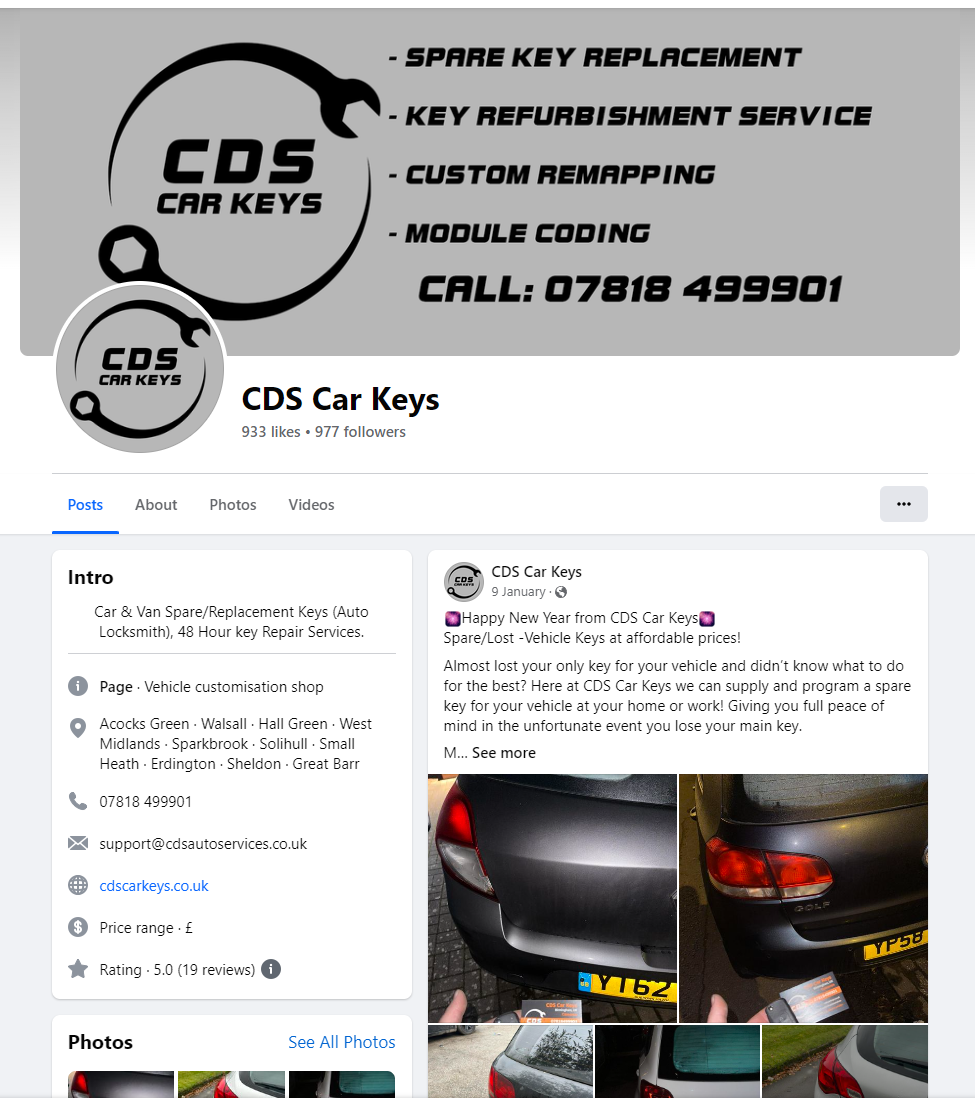 - SPARE KEY REPLACEMENT
- KEY REFURBISHMENT SERVICE
- CUSTOM REMAPPING
- MODULE CODING
CALL: 07818 499901
CDS
CAR KEYS
CDS
CAR KEYS
CDS Car Keys
933 likes • 977 followers
Posts
About
Photos
Videos
Intro
Car & Van Spare/Replacement Keys (Auto
Locksmith), 48 Hour key Repair Services.
Page · Vehicle customisation shop
Acocks Green · Walsall · Hall Green · West
Midlands · Sparkbrook · Solihull · Small
Heath · Erdington · Sheldon · Great Barr
07818 499901
support@cdsautoservices.co.uk
cdscarkeys.co.uk
Price range · £
Rating · 5.0 (19 reviews)
Photos
See All Photos
CDS
CAR KEYS
CDS Car Keys
9 January ·
Happy New Year from CDS Car Keys
Spare/Lost -Vehicle Keys at affordable prices!
Almost lost your only key for your vehicle and didn’t know what to do
for the best? Here at CDS Car Keys we can supply and program a spare
key for your vehicle at your home or work! Giving you full peace of
mind in the unfortunate event you lose your main key.
M... See more
YT62
CDS Car Keys
GOLF
YP58